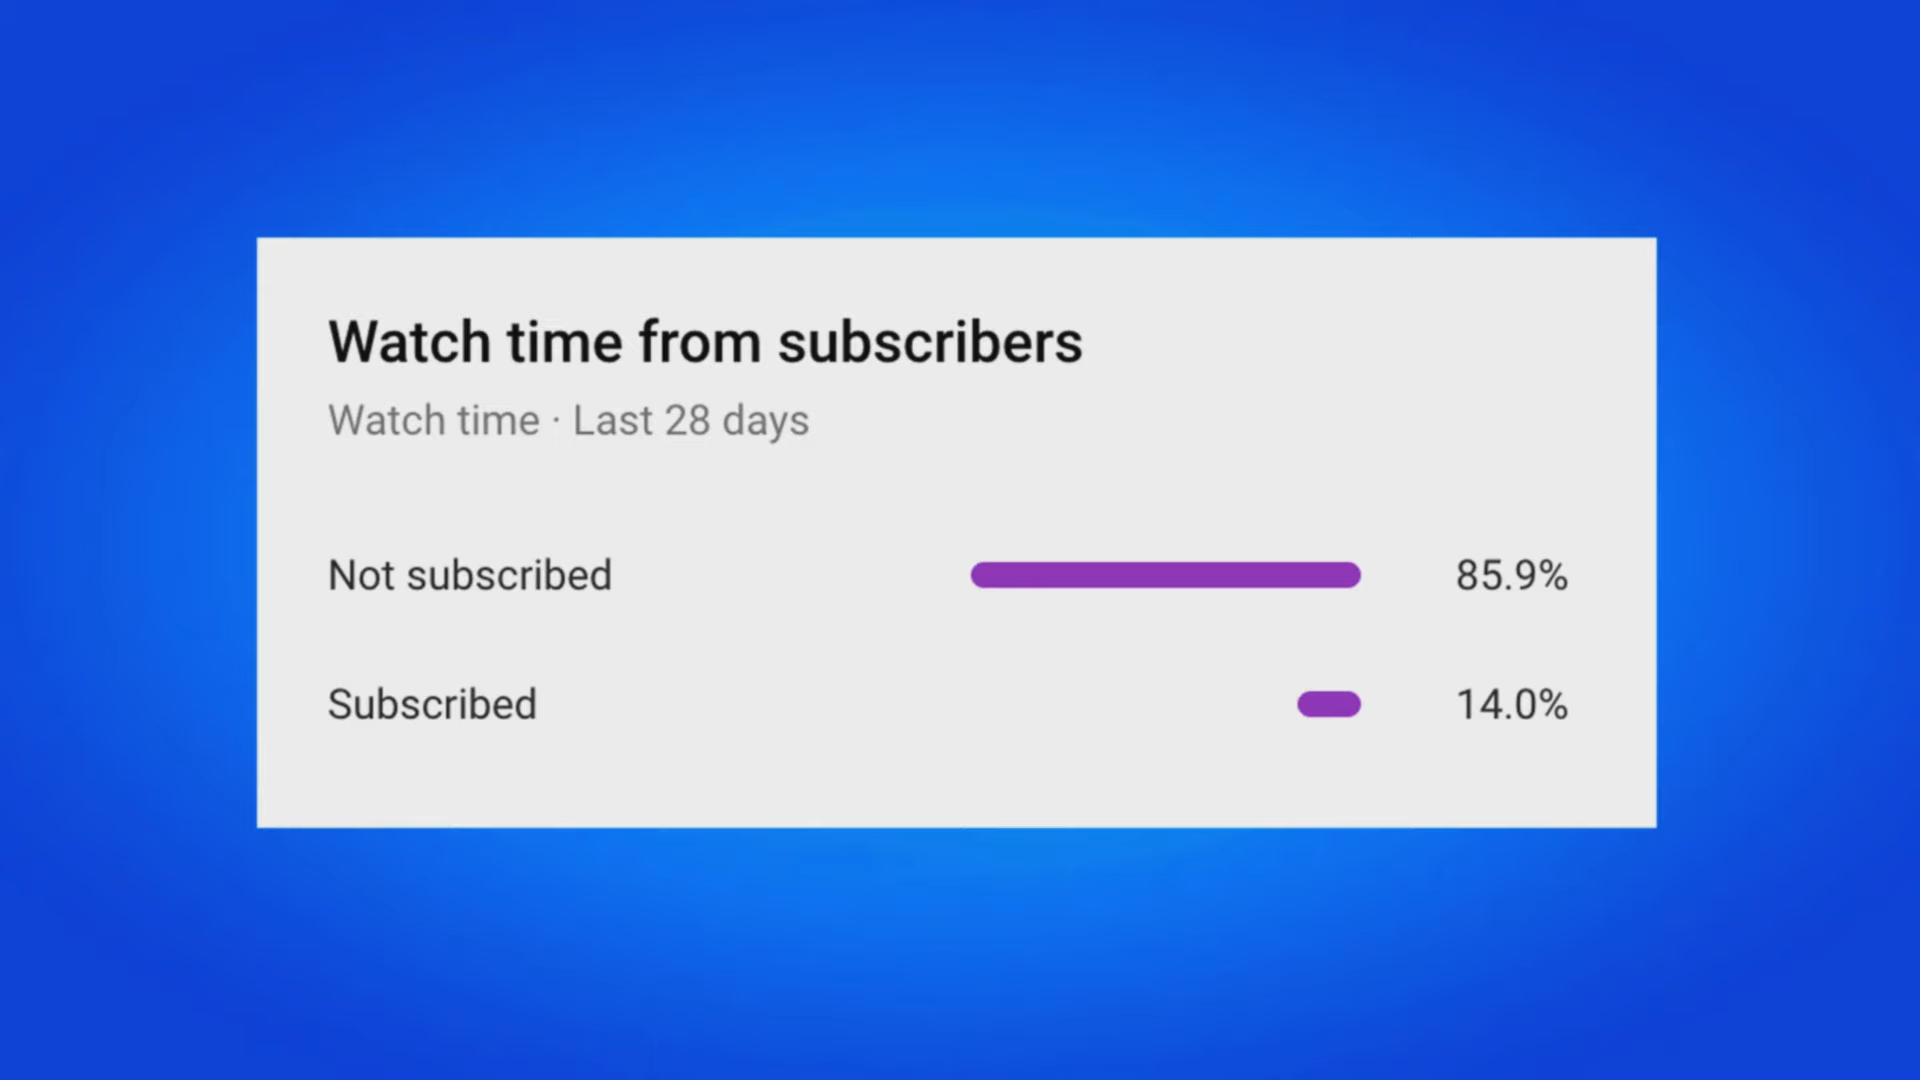 Watch time from subscribers
Watch time · Last 28 days
Not subscribed 85.9%
Subscribed 14.0%